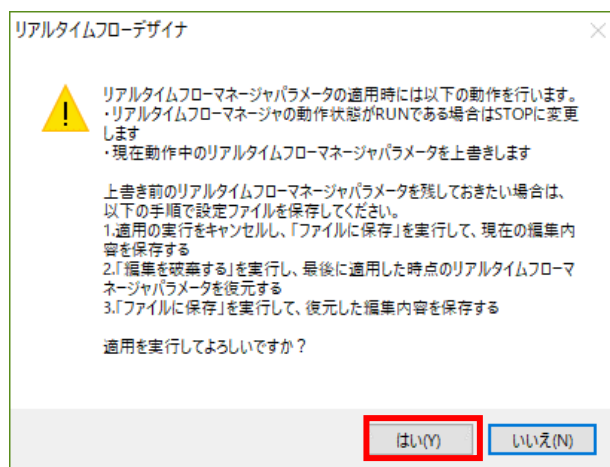 リアルタイムフローデザイナ
リアルタイムフローマネージャパラメータの適用時には以下の動作を行います。
・リアルタイムフローマネージャの動作状態がRUNである場合はSTOPに変更
します
・現在動作中のリアルタイムフローマネージャパラメータを上書きします
上書き前のリアルタイムフローマネージャパラメータを残しておきたい場合は、
以下の手順で設定ファイルを保存してください。
1.適用の実行をキャンセルし、「ファイルに保存」を実行して、現在の編集内
容を保存する
2.「編集を破棄する」を実行し、最後に適用した時点のリアルタイムフローマ
ネージャパラメータを復元する
3.「ファイルに保存」を実行して、復元した編集内容を保存する
適用を実行してよろしいですか？
はい(Y)
いいえ(N)